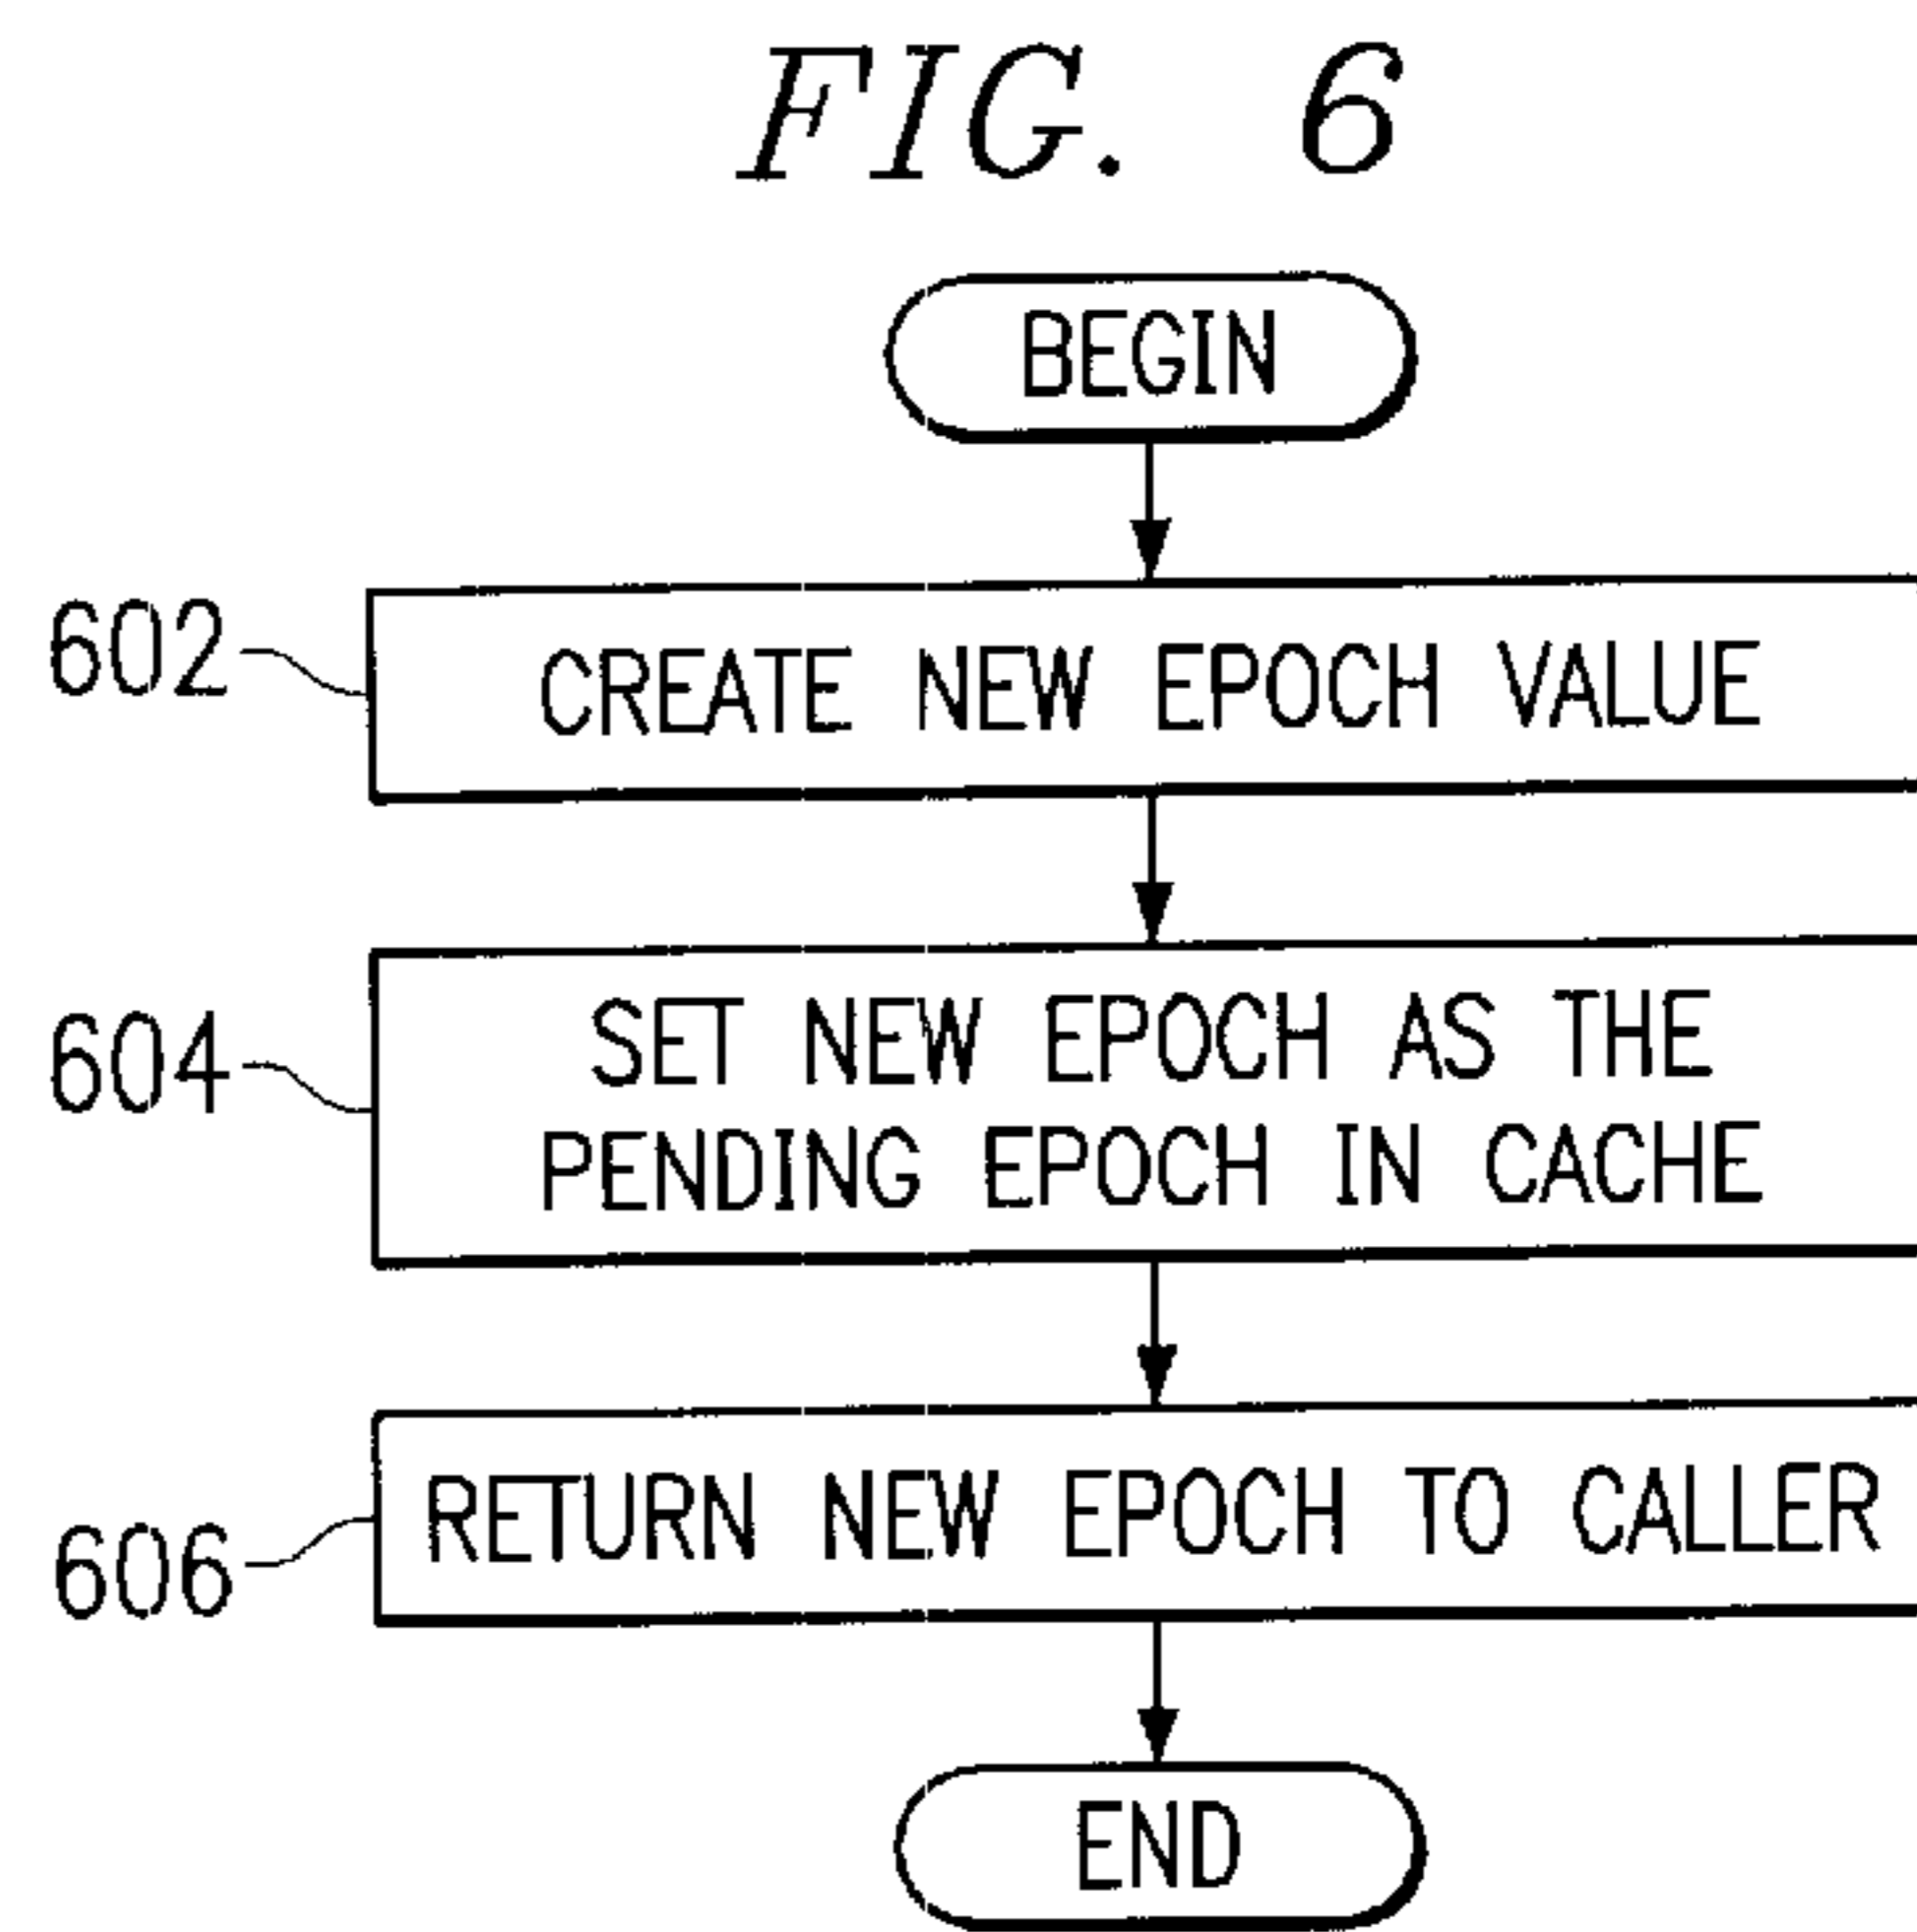 FIG. 6
BEGIN
602
CREATE NEW EPOCH VALUE
604
SET NEW EPOCH AS THE
PENDING EPOCH IN CACHE
606
RETURN NEW EPOCH TO CALLER
END